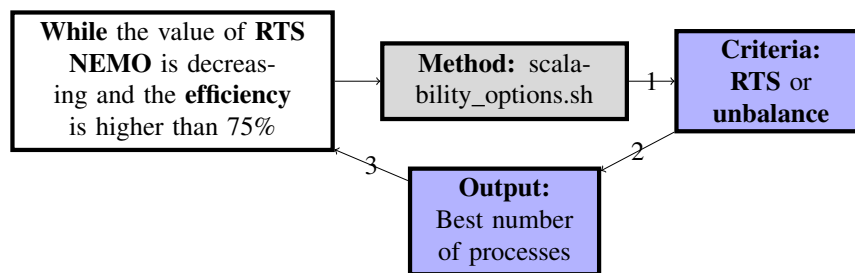 While the value of RTS
NEMO is decreas-
ing and the efficiency
is higher than 75%
Method: scala-
bility_options.sh
1
Criteria:
RTS or
unbalance
2
3
Output:
Best number
of processes